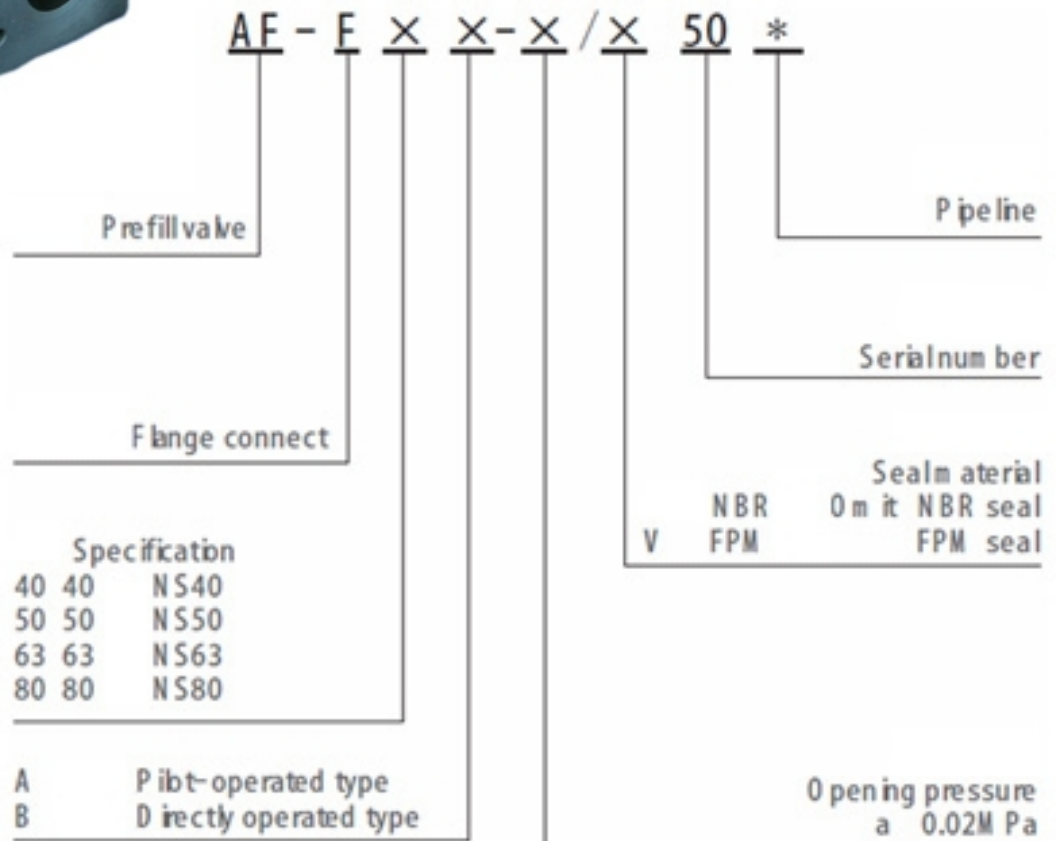 AF - F × × - × / × 50 *
Prefill valve
Pipeline
Serial number
Flange connect
Seal material
NBR Omit NBR seal
V FPM FPM seal
Specification
40 40 NS40
50 50 NS50
63 63 NS63
80 80 NS80
A Pilot-operated type
B Directly operated type
Opening pressure
a 0.02MPa